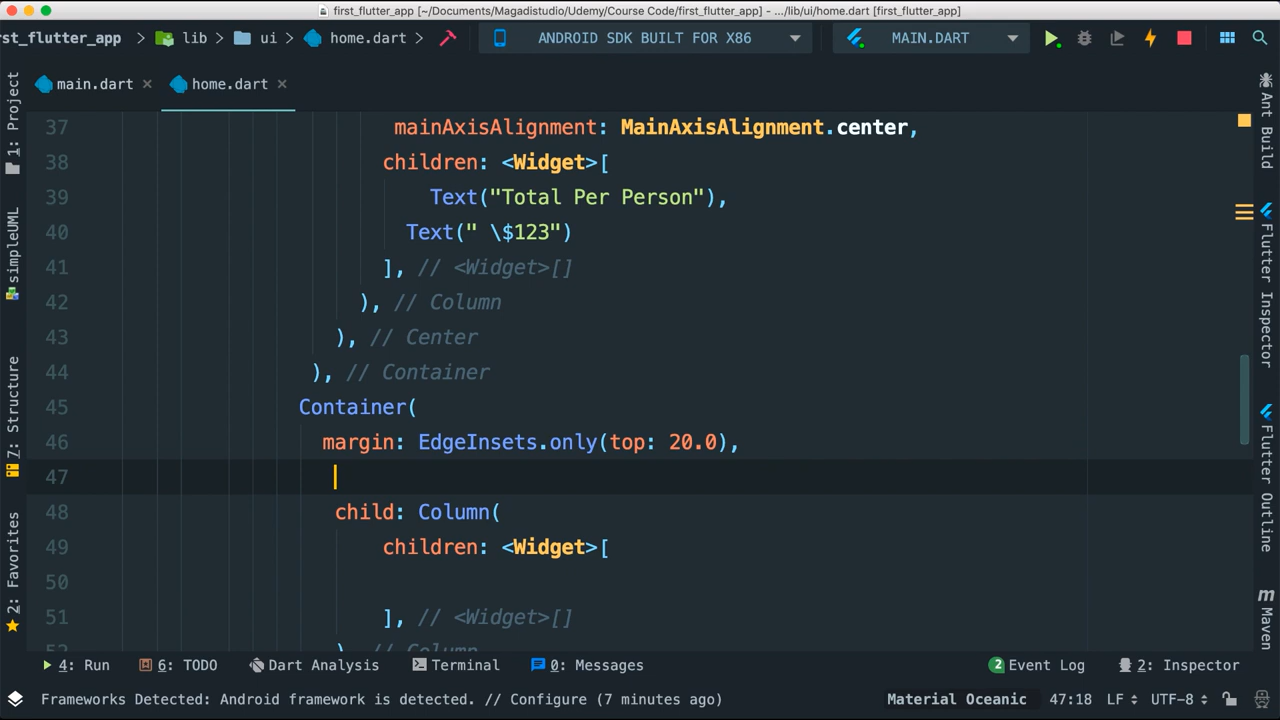 first_flutter_app [~/Documents/Magadistudio/Udemy/Course Code/first_flutter_app] - .../lib/ui/home.dart [first_flutter_app]
rst_flutter_app lib ui home.dart ANDROID SDK BUILT FOR X86 MAIN.DART
main.dart home.dart
37 mainAxisAlignment: MainAxisAlignment.center,
38 children: <Widget>[
39 Text("Total Per Person"),
40 Text(" \$123")
41 ], // <Widget>[]
42 ), // Column
43 ), // Center
44 ), // Container
45 Container(
46 margin: EdgeInsets.only(top: 20.0),
47
48 child: Column(
49 children: <Widget>[
50
51 ], // <Widget>[]
52 ), // Column
1: Project
simpleUML
7: Structure
2: Favorites
Ant Build
Flutter Inspector
Flutter Outline
Maven
4: Run 6: TODO Dart Analysis Terminal 0: Messages 2 Event Log 2: Inspector
Frameworks Detected: Android framework is detected. // Configure (7 minutes ago) Material Oceanic 47:18 LF UTF-8